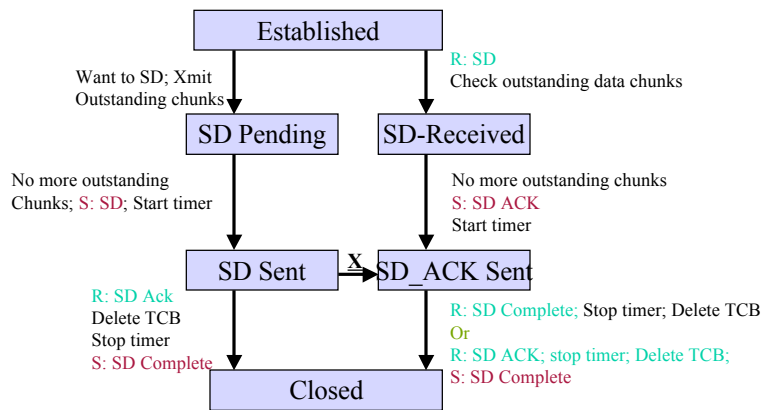 Established
Want to SD; Xmit
Outstanding chunks
R: SD
Check outstanding data chunks
SD Pending
SD-Received
No more outstanding
Chunks; S: SD; Start timer
No more outstanding chunks
S: SD ACK
Start timer
SD Sent
X
SD_ACK Sent
R: SD Ack
Delete TCB
Stop timer
S: SD Complete
R: SD Complete; Stop timer; Delete TCB
Or
R: SD ACK; stop timer; Delete TCB;
S: SD Complete
Closed